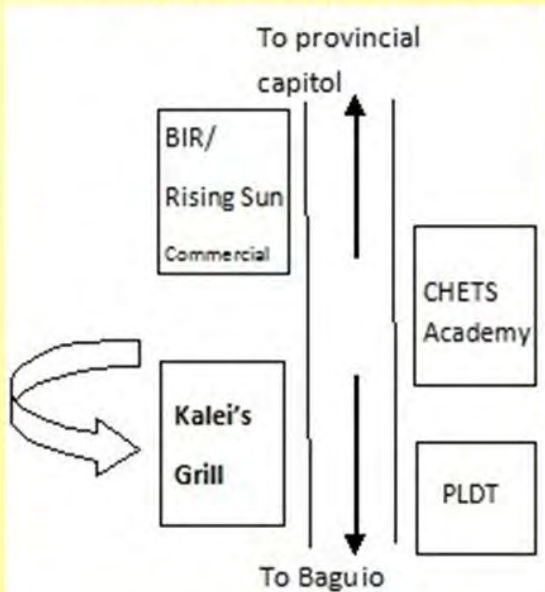 To provincial
capitol
BIR/
Rising Sun
Commercial
CHETS
Academy
Kalei's
Grill
PLDT
To Baguio